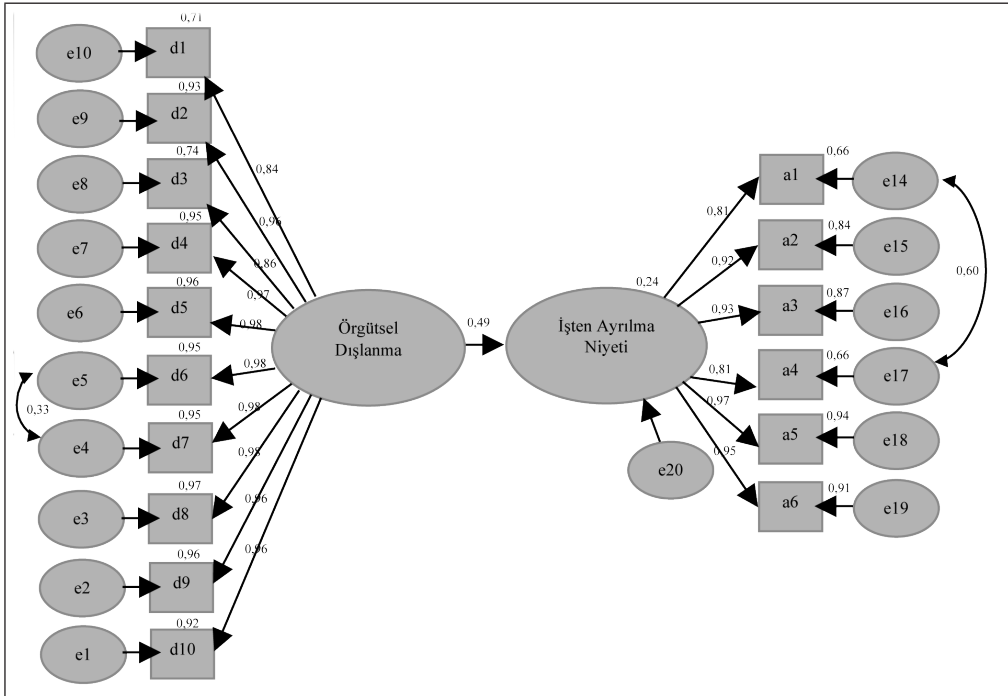 0,71
e10
d1
0,93
e9
d2
0,74
e8
d3
0,95
e7
d4
0,96
e6
d5
0,95
e5
d6
0,33
0,95
e4
d7
0,97
e3
d8
0,96
e2
d9
0,92
e1
d10
0,84
0,96
0,86
0,97
0,98
0,98
0,98
0,98
0,96
0,96
Örgütsel
Dışlanma
0,49
0,24
İşten Ayrılma
Niyeti
e20
0,81
0,92
0,93
0,81
0,97
0,95
a1
0,66
e14
a2
0,84
e15
a3
0,87
e16
a4
0,66
e17
a5
0,94
e18
a6
0,91
e19
0,60